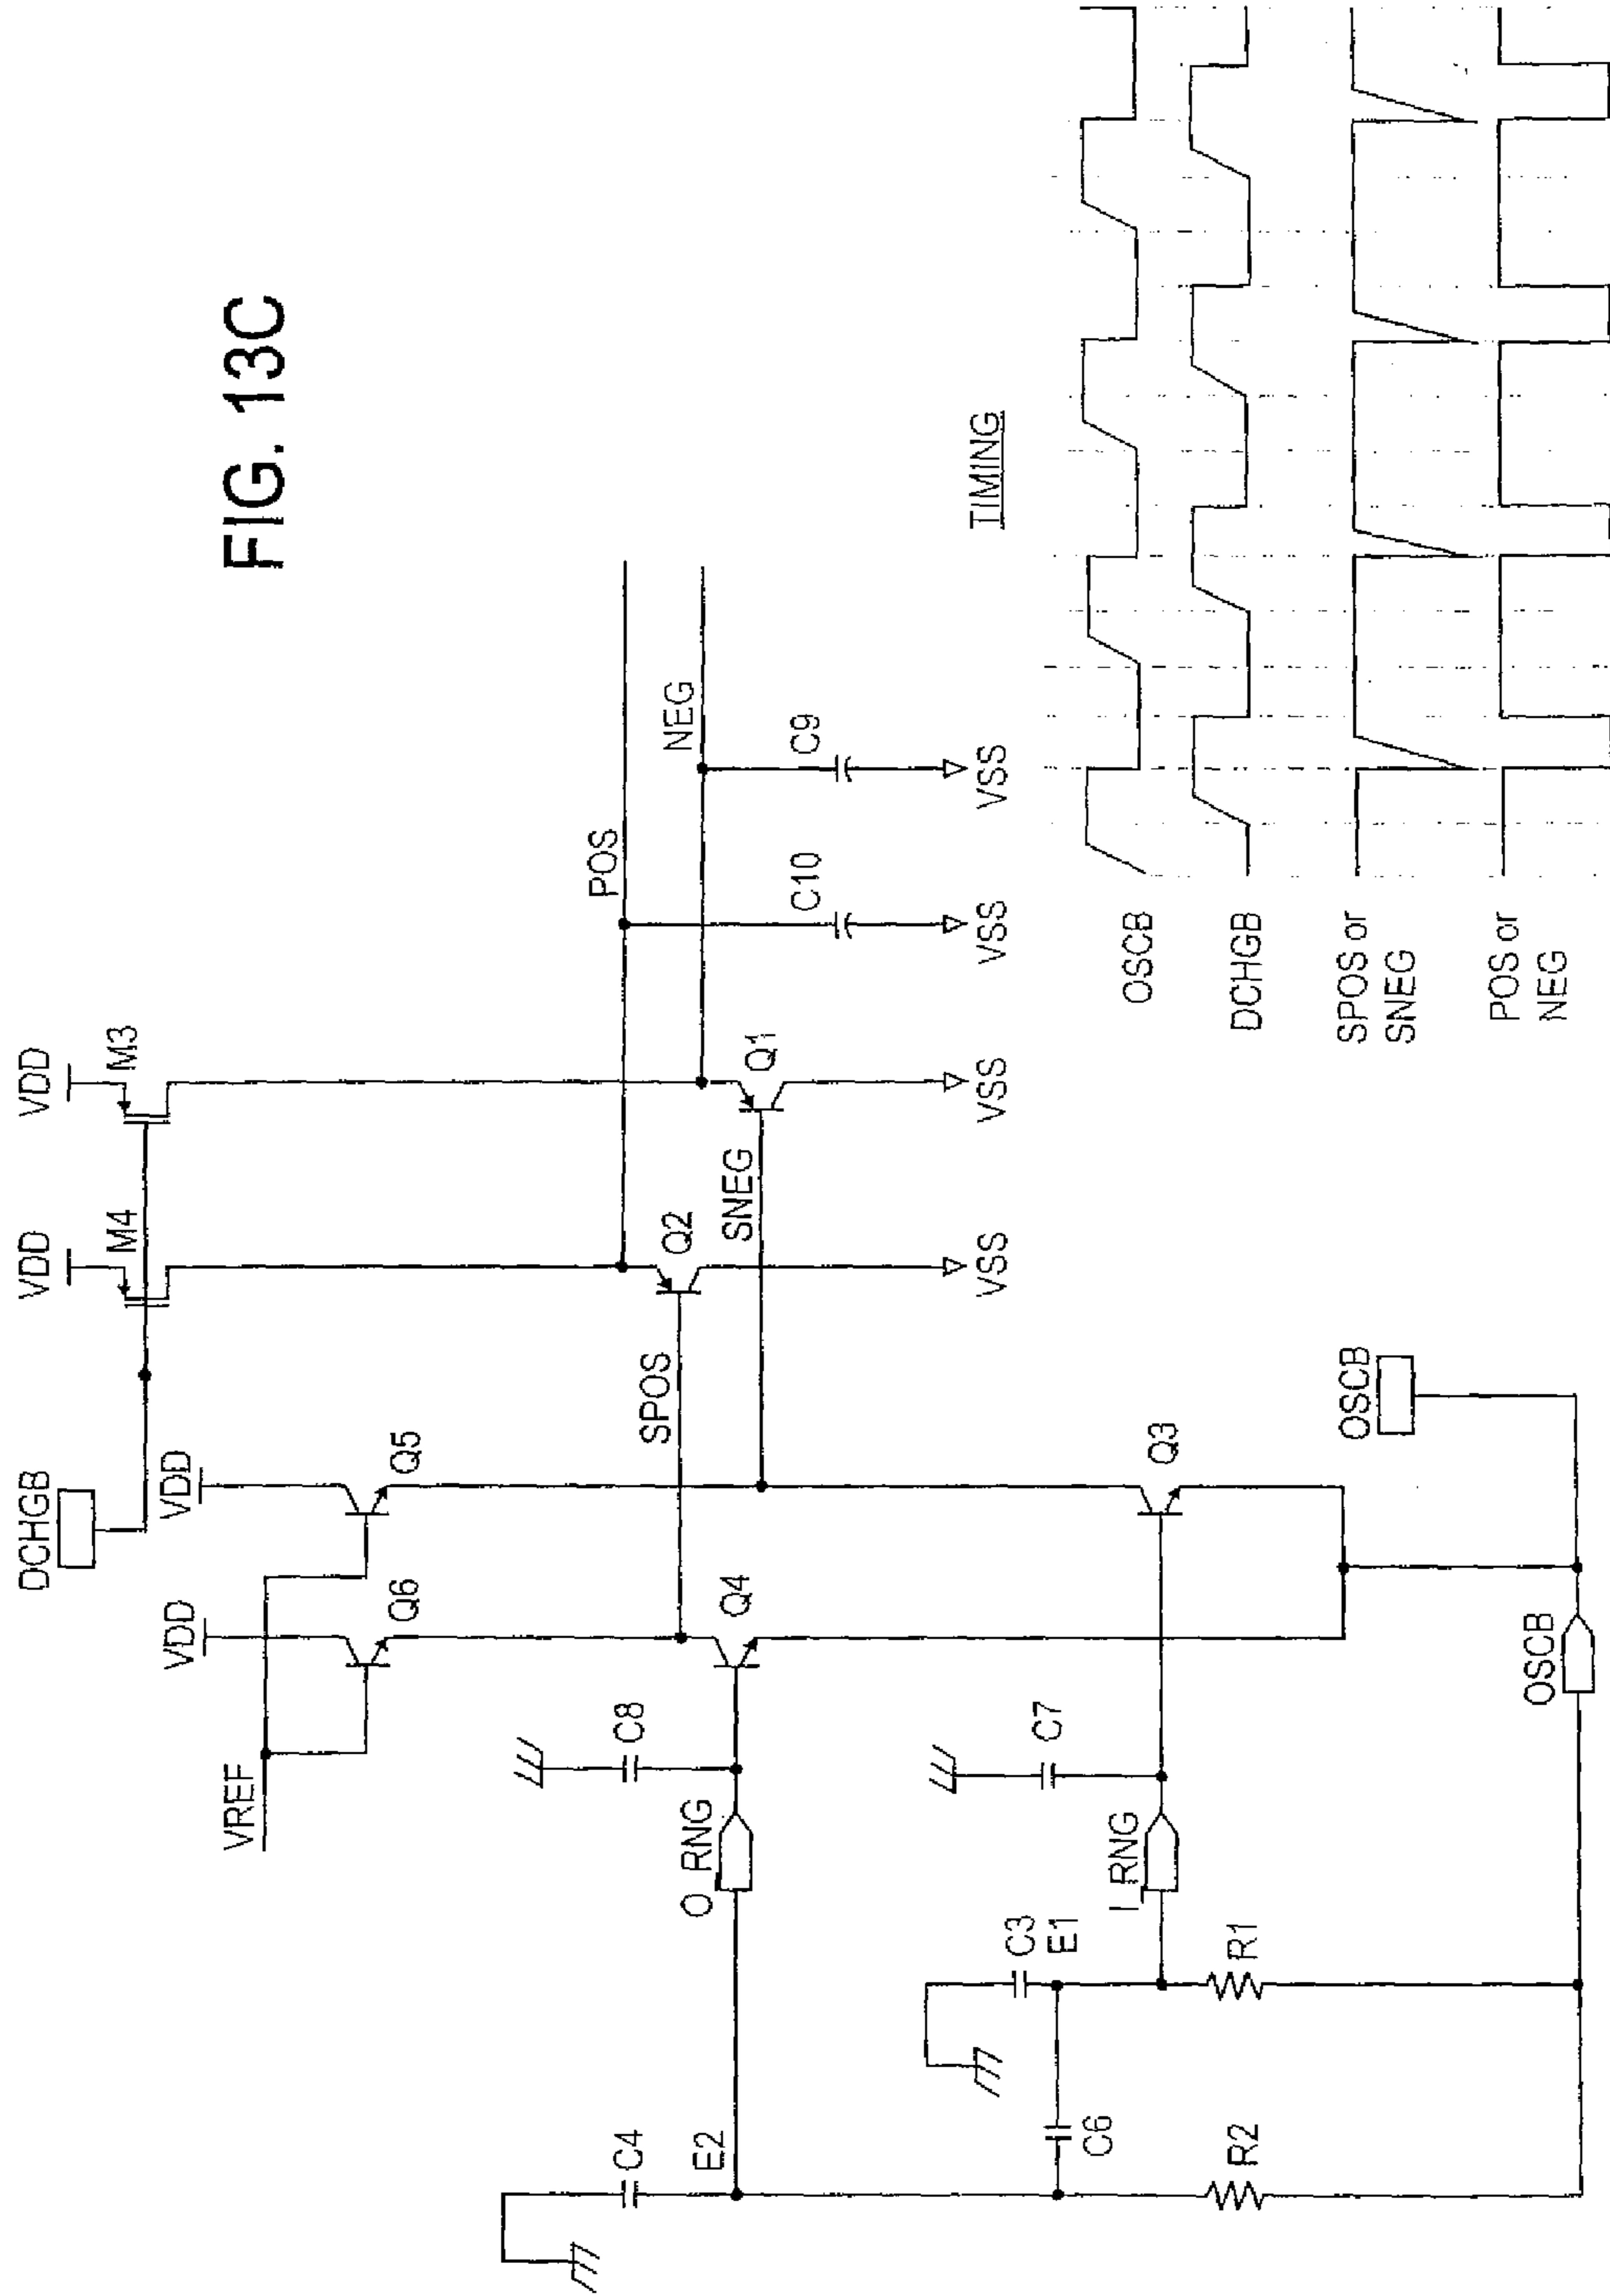 FIG. 13C
DCHGB
VDD
M4
VDD
M3
VREF
VDD
Q6
VDD
Q5
POS
NEG
SPOS
Q2
SNEG
Q1
C10
C9
VSS
VSS
VSS
VSS
C4
E2
O_RNG
C8
Q4
C6
C3
E1
I_RNG
C7
Q3
R2
R1
OSCB
OSCB
TIMING
OSCB
DCHGB
SPOS or
SNEG
POS or
NEG